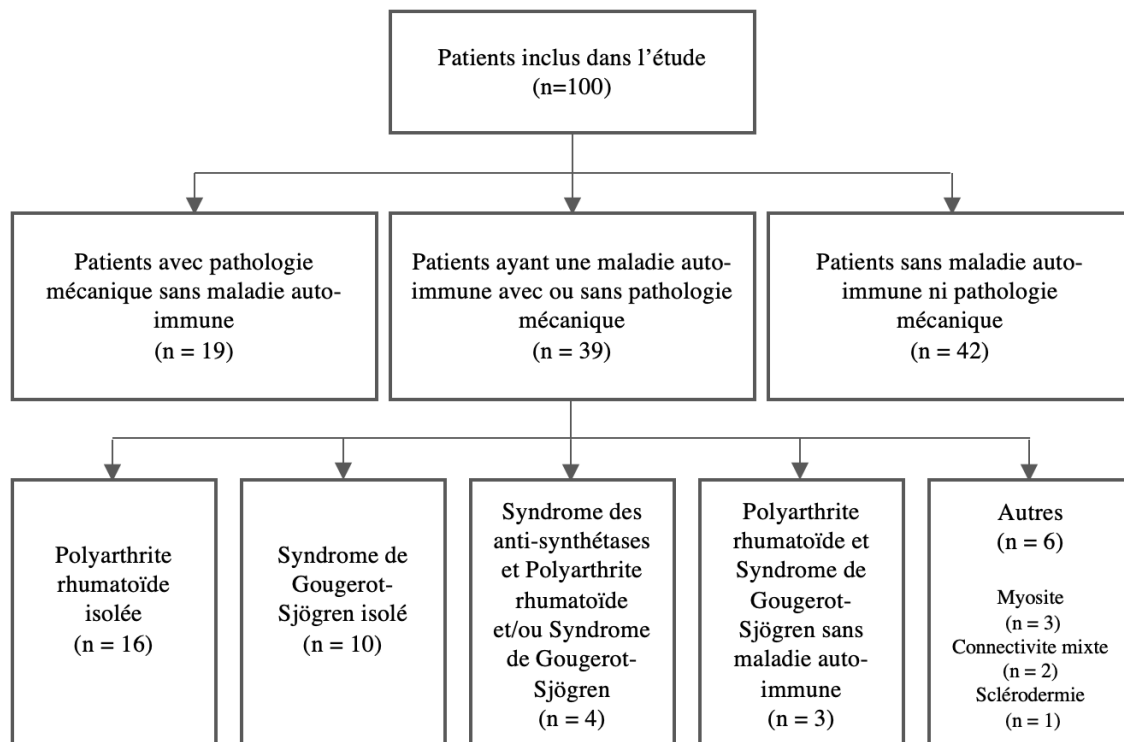 Patients inclus dans l’étude
(n=100)
Patients avec pathologie
mécanique sans maladie auto-
immune
(n = 19)
Patients ayant une maladie auto-
immune avec ou sans pathologie
mécanique
(n = 39)
Patients sans maladie auto-
immune ni pathologie
mécanique
(n = 42)
Polyarthrite
rhumatoïde
isolée
(n = 16)
Syndrome de
Gougerot-
Sjögren isolé
(n = 10)
Syndrome des
anti-synthétases
et Polyarthrite
rhumatoïde
et/ou Syndrome
de Gougerot-
Sjögren
(n = 4)
Polyarthrite
rhumatoïde et
Syndrome de
Gougerot-
Sjögren sans
maladie auto-
immune
(n = 3)
Autres
(n = 6)
Myosite
(n = 3)
Connectivite mixte
(n = 2)
Sclérodermie
(n = 1)